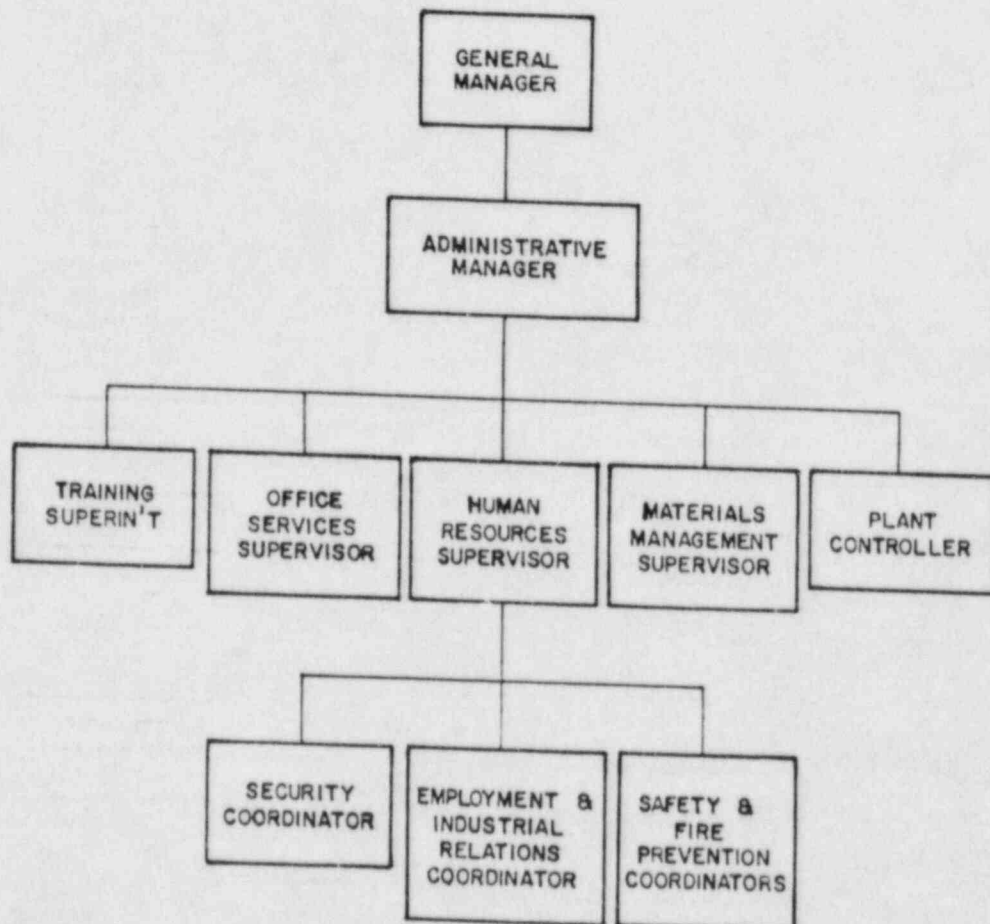 GENERAL
MANAGER
ADMINISTRATIVE
MANAGER
TRAINING
SUPERIN'T
OFFICE
SERVICES
SUPERVISOR
HUMAN
RESOURCES
SUPERVISOR
MATERIALS
MANAGEMENT
SUPERVISOR
PLANT
CONTROLLER
SECURITY
COORDINATOR
EMPLOYMENT &
INDUSTRIAL
RELATIONS
COORDINATOR
SAFETY &
FIRE
PREVENTION
COORDINATORS